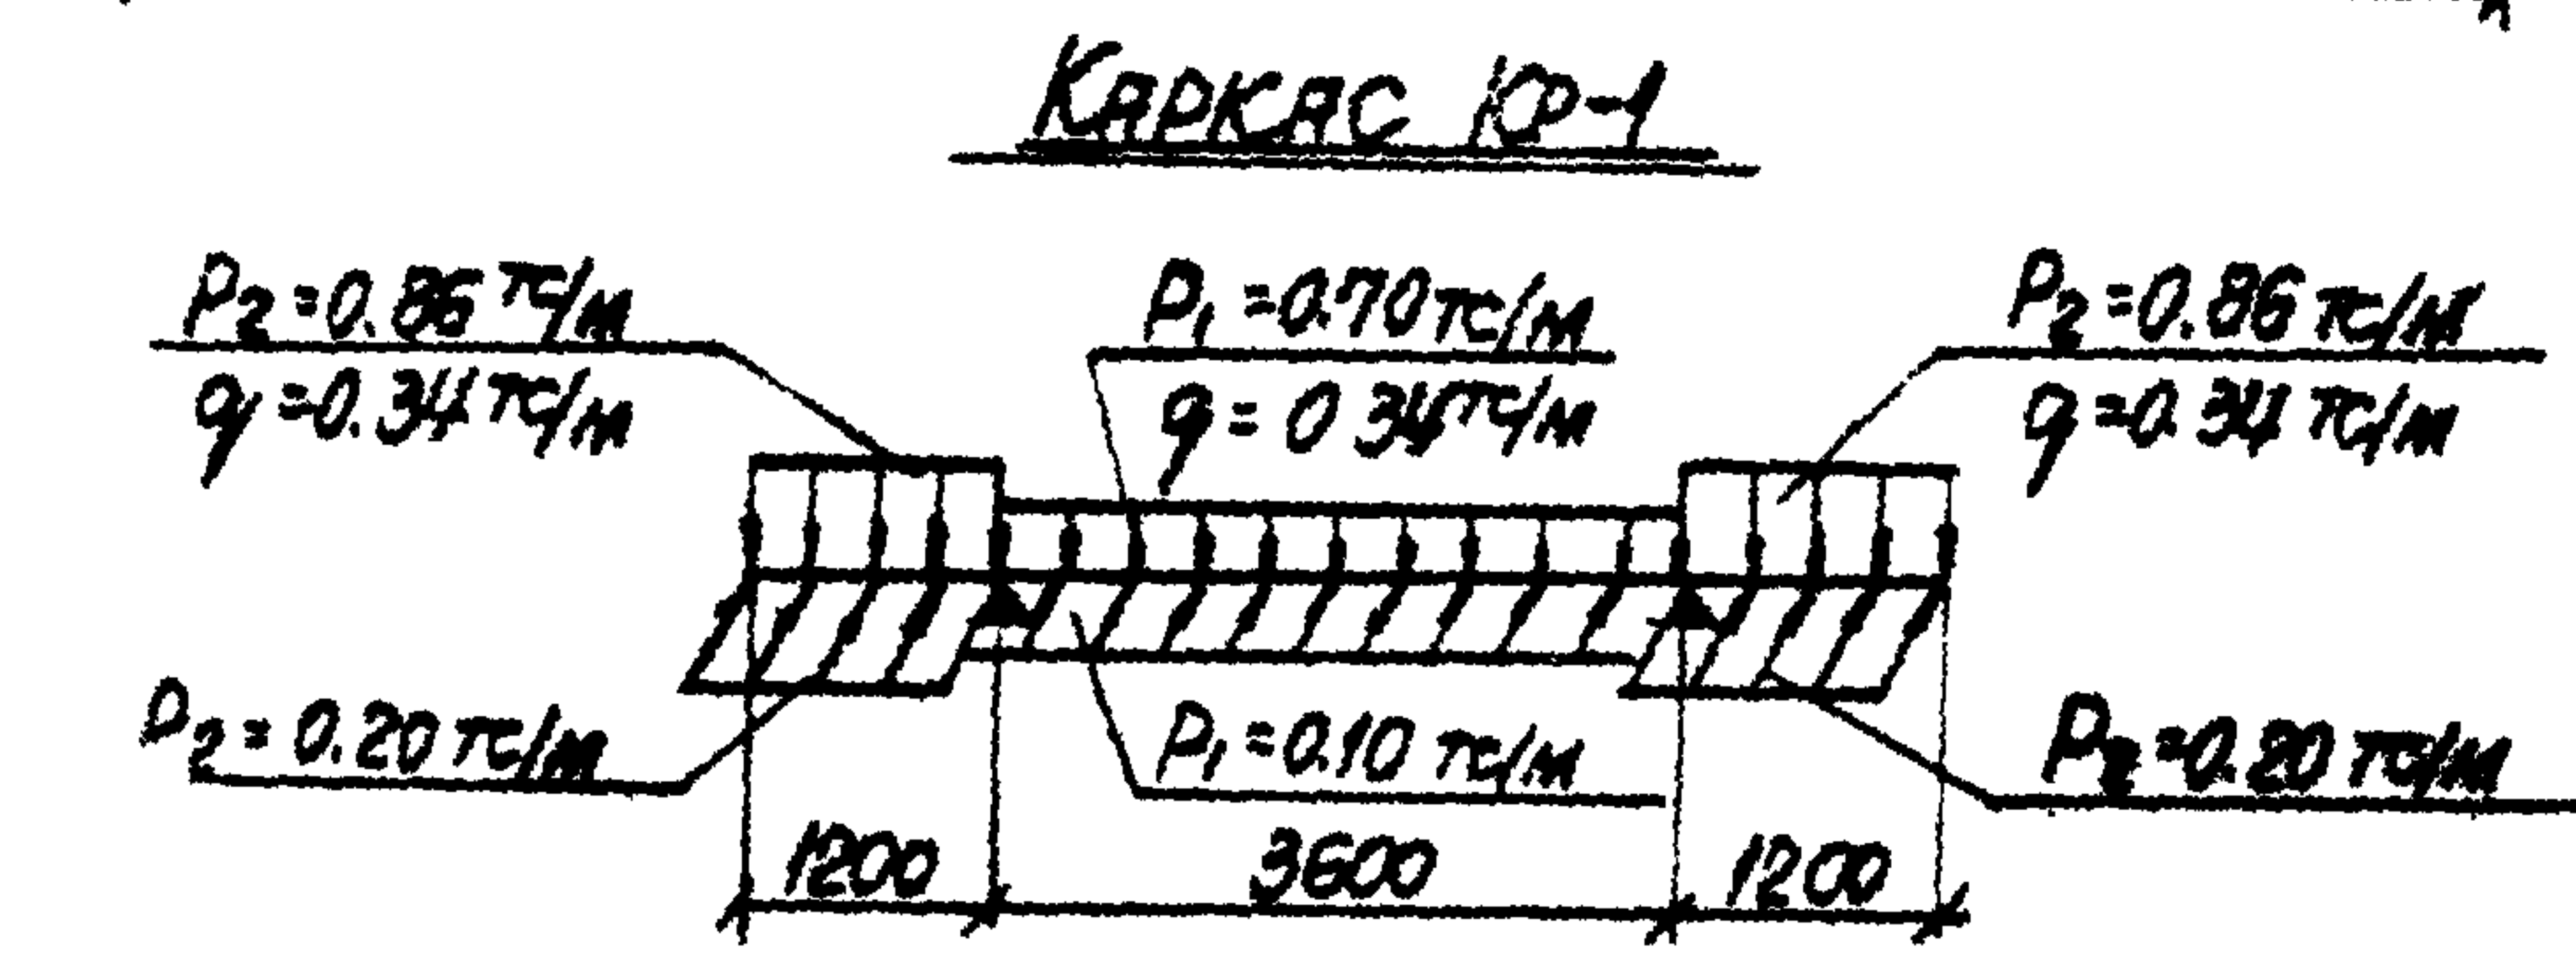 Каркас КР-1
P2=0.86 тс/м
q=0.34 тс/м
P1=0.70 тс/м
q=0 34 тс/м
P2=0.86 тс/м
q=0.34 тс/м
P2=0.20 тс/м
P1=0.10 тс/м
P2=0.20 тс/м
1200
3600
1200